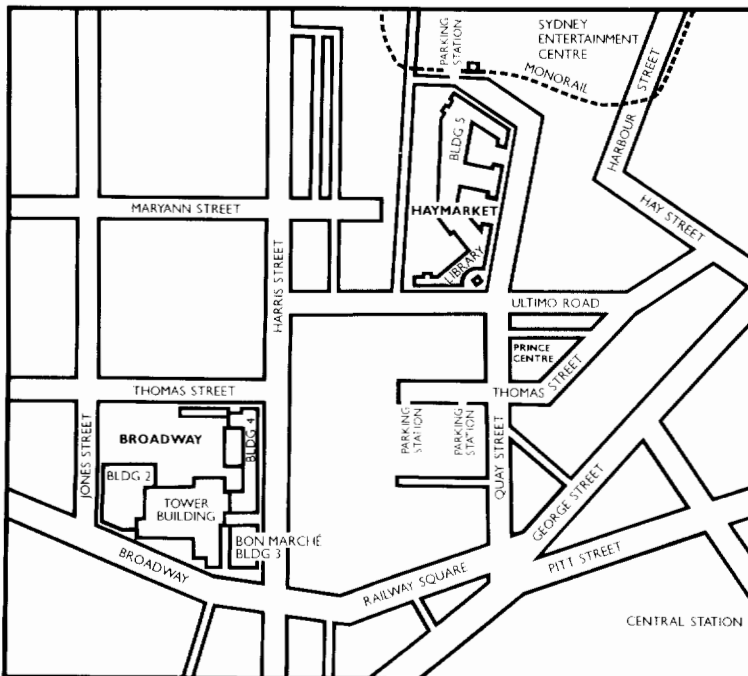 SYDNEY
ENTERTAINMENT
CENTRE
PARKING
STATION
MONORAIL
HARBOUR STREET
BLDG 5
MARYANN STREET
HAYMARKET
HAY STREET
LIBRARY
HARRIS STREET
ULTIMO ROAD
PRINCE
CENTRE
THOMAS STREET
THOMAS STREET
JONES STREET
BROADWAY
BLDG 4
PARKING
STATION
PARKING
STATION
QUAY STREET
BLDG 2
TOWER
BUILDING
GEORGE STREET
BON MARCHÉ
BLDG 3
BROADWAY
RAILWAY SQUARE
PITT STREET
CENTRAL STATION